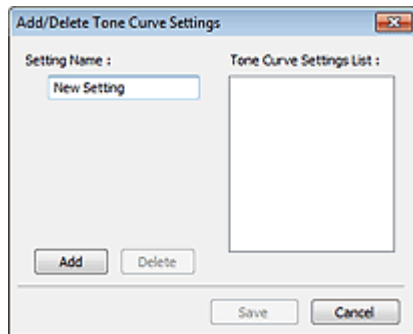 Add/Delete Tone Curve Settings
Setting Name :
Tone Curve Settings List :
New Setting
Add
Delete
Save
Cancel